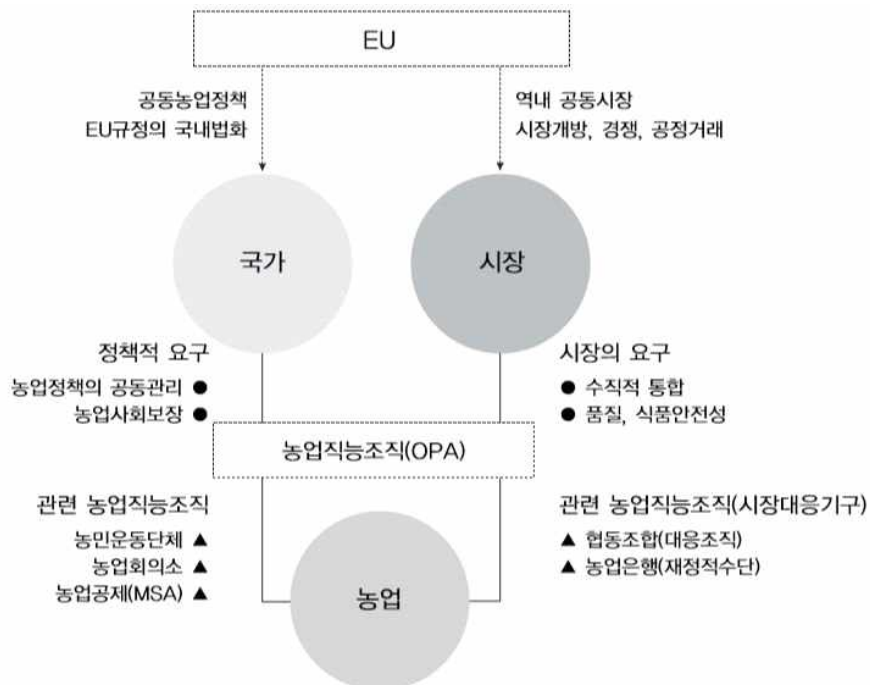 EU
공동농업정책
EU규정의 국내법화
역내 공동시장
시장개방, 경쟁, 공정거래
국가
시장
정책적 요구
농업정책의 공동관리 ●
농업사회보장 ●
시장의 요구
● 수직적 통합
● 품질, 식품안전성
농업직능조직(OPA)
관련 농업직능조직
농민운동단체 ▲
농업회의소 ▲
농업공제(MSA) ▲
관련 농업직능조직(시장대응기구)
▲ 협동조합(대응조직)
▲ 농업은행(재정적수단)
농업